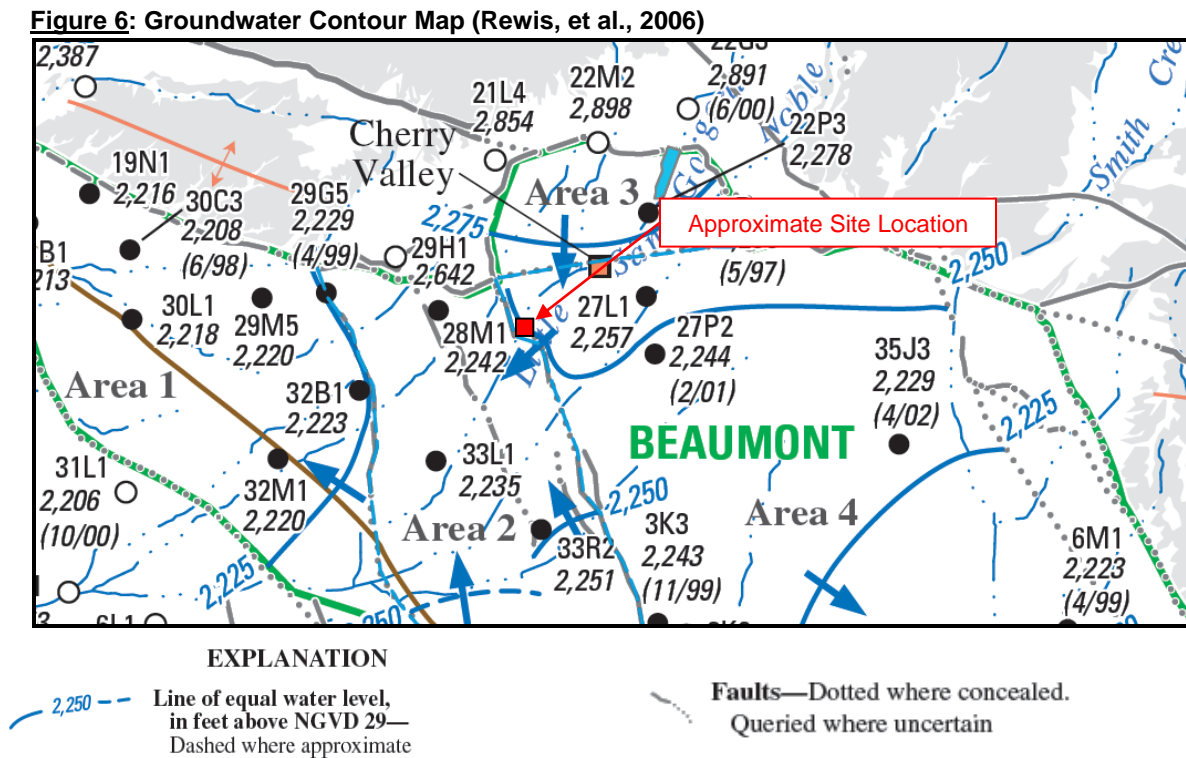 Figure 6: Groundwater Contour Map (Rewis, et al., 2006)
2,387
21L4
2,854
22M2
2,898
2,891
(6/00)
Noble
22P3
2,278
Smith
Cherry
Valley
19N1
2,216
30C3
2,208
(6/98)
29G5
2,229
(4/99)
2,275
Area 3
Approximate Site Location
29H1
2,642
(5/97)
2,250
30L1
2,218
29M5
2,220
28M1
2,242
Little
27L1
2,257
27P2
2,244
(2/01)
35J3
2,229
(4/02)
Area 1
32B1
2,223
2,225
BEAUMONT
31L1
2,206
(10/00)
32M1
2,220
33L1
2,235
Area 2
2,250
33R2
2,251
3K3
2,243
(11/99)
Area 4
6M1
2,223
(4/99)
2,225
EXPLANATION
2,250
Line of equal water level,
in feet above NGVD 29—
Dashed where approximate
Faults—Dotted where concealed.
Queried where uncertain